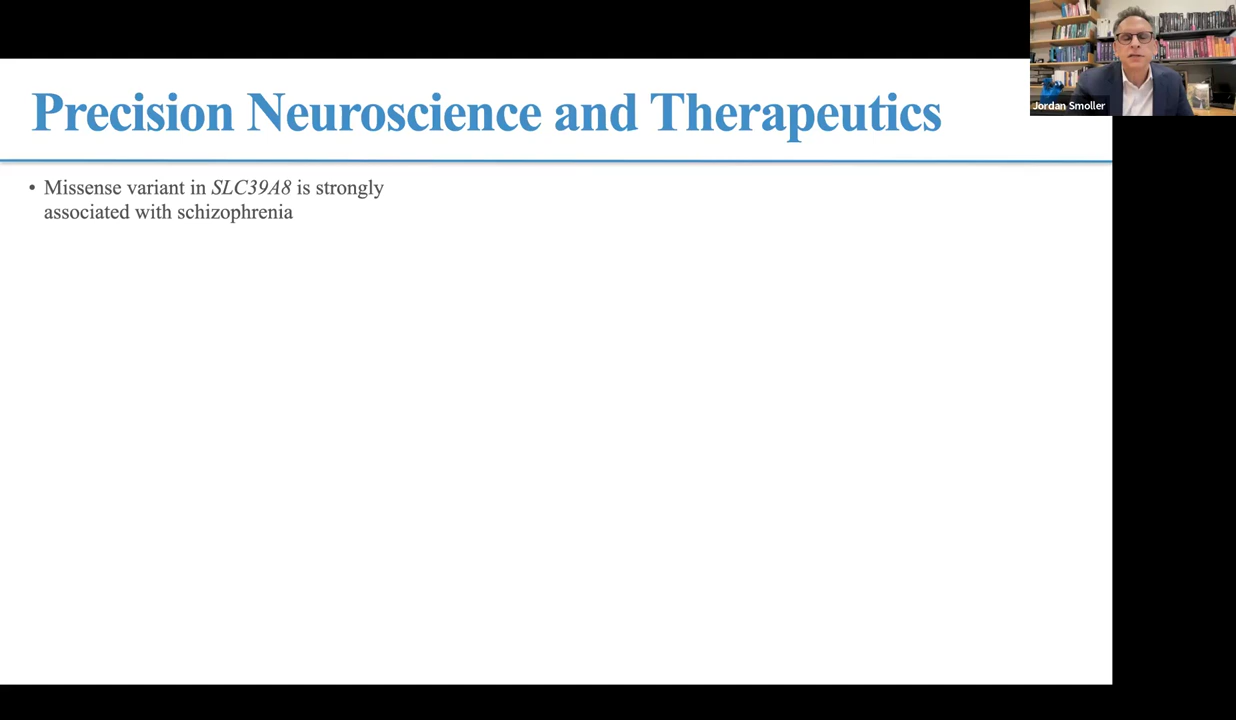 Jordan Smoller
Precision Neuroscience and Therapeutics
• Missense variant in SLC39A8 is strongly
associated with schizophrenia